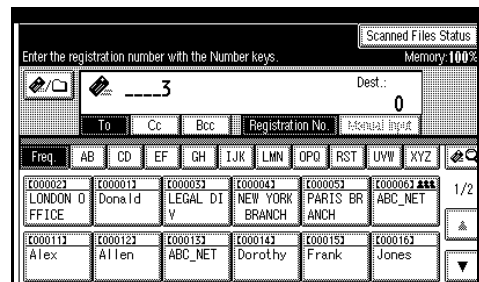 Scanned Files Status
Enter the registration number with the Number keys. Memory:100%
____3 Dest.: 0
To Cc Bcc Registration No. Manual Input
Freq. AB CD EF GH IJK LMN OPQ RST UVW XYZ
[00002] [00001] [00003] [00004] [00005] [00006] 1/2
LONDON O Donald LEGAL DI NEW YORK PARIS BR ABC_NET
FFICE V BRANCH ANCH
[00011] [00012] [00013] [00014] [00015] [00016]
Alex Allen ABC_NET Dorothy Frank Jones